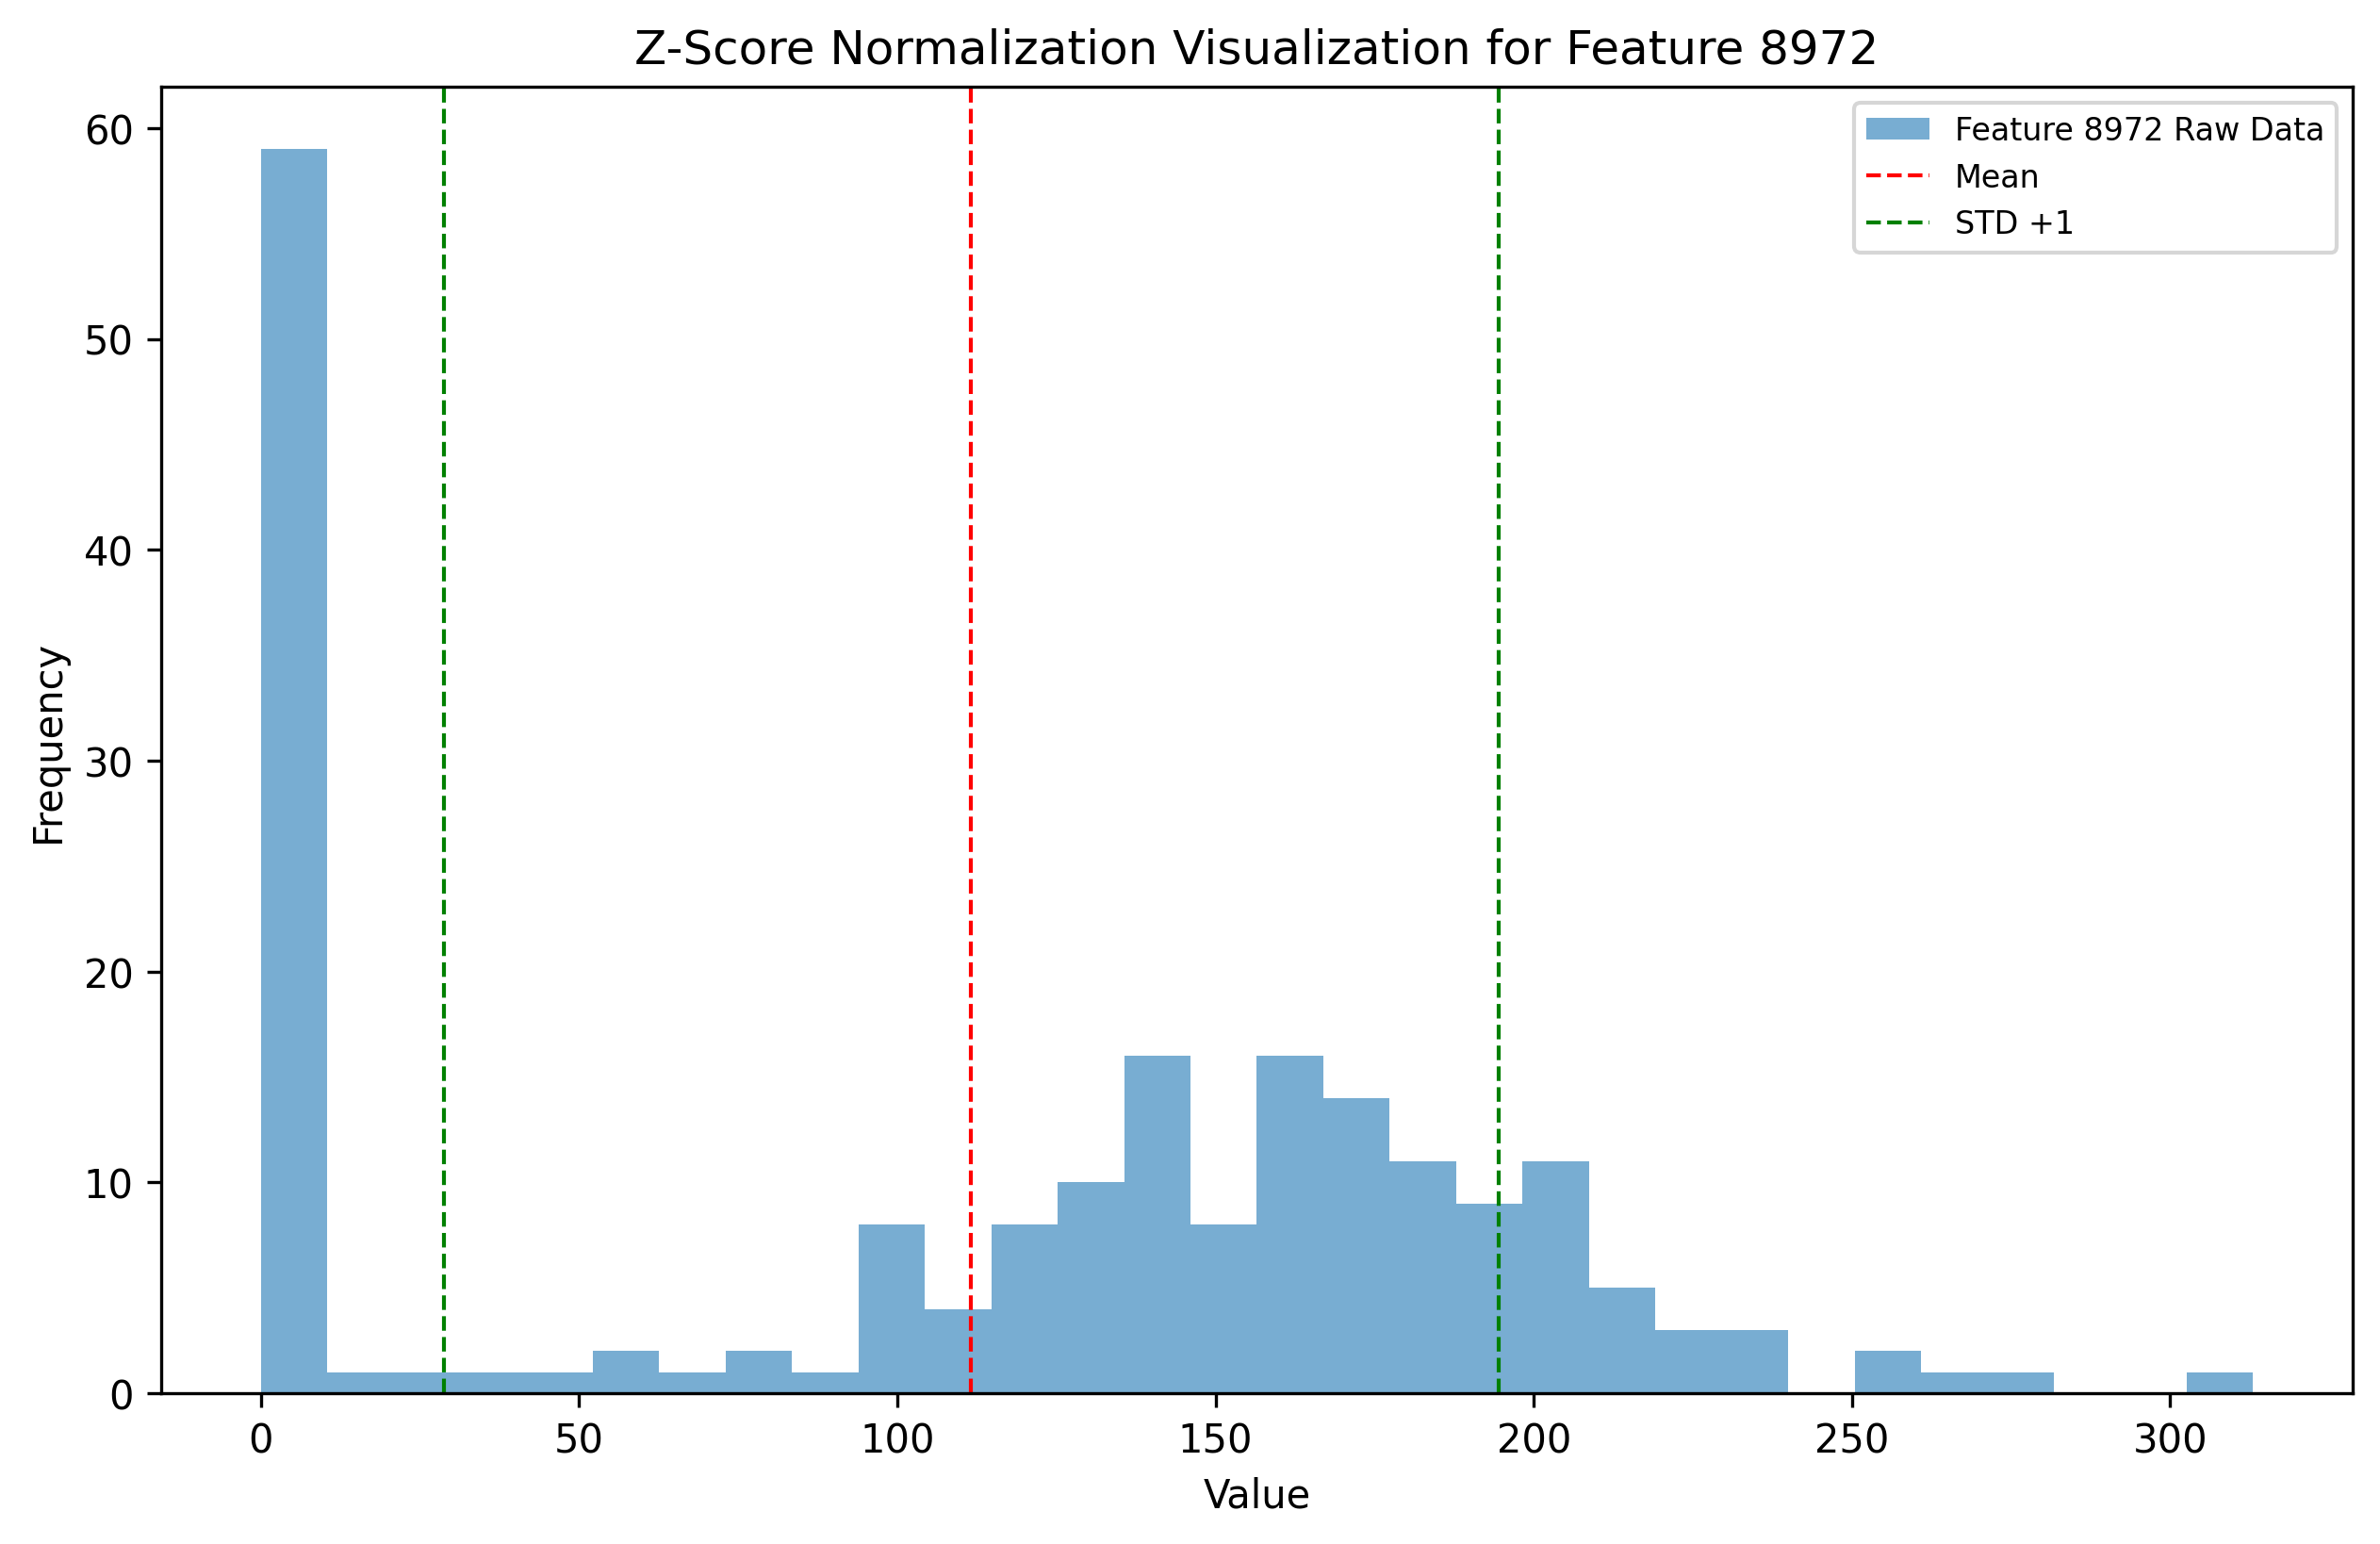 Z-Score Normalization Visualization for Feature 8972
Feature 8972 Raw Data
Mean
STD +1
60
50
40
30
20
10
0
Frequency
0 50 100 150 200 250 300
Value